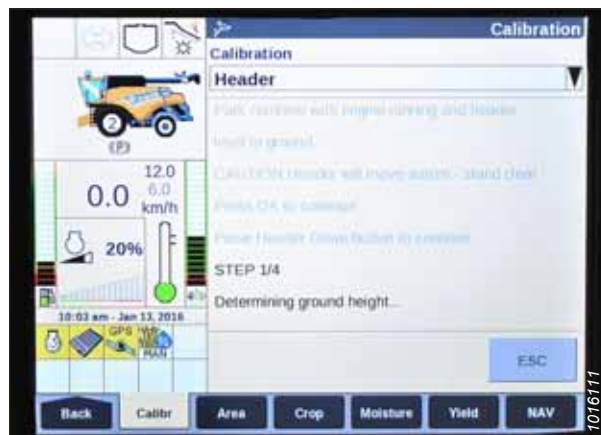 Calibration
Calibration
Header
Park combine with engine running and header
level to ground.
CAUTION Header will move autom.- stand clear
Press OK to continue
Press Header Down Button to continue
STEP 1/4
Determining ground height...
ESC
2
(P)
12.0
0.0 6.0
km/h
20%
10:03 am - Jan 13, 2016
GPS
MAN
Back Calibr Area Crop Moisture Yield NAV
1016111